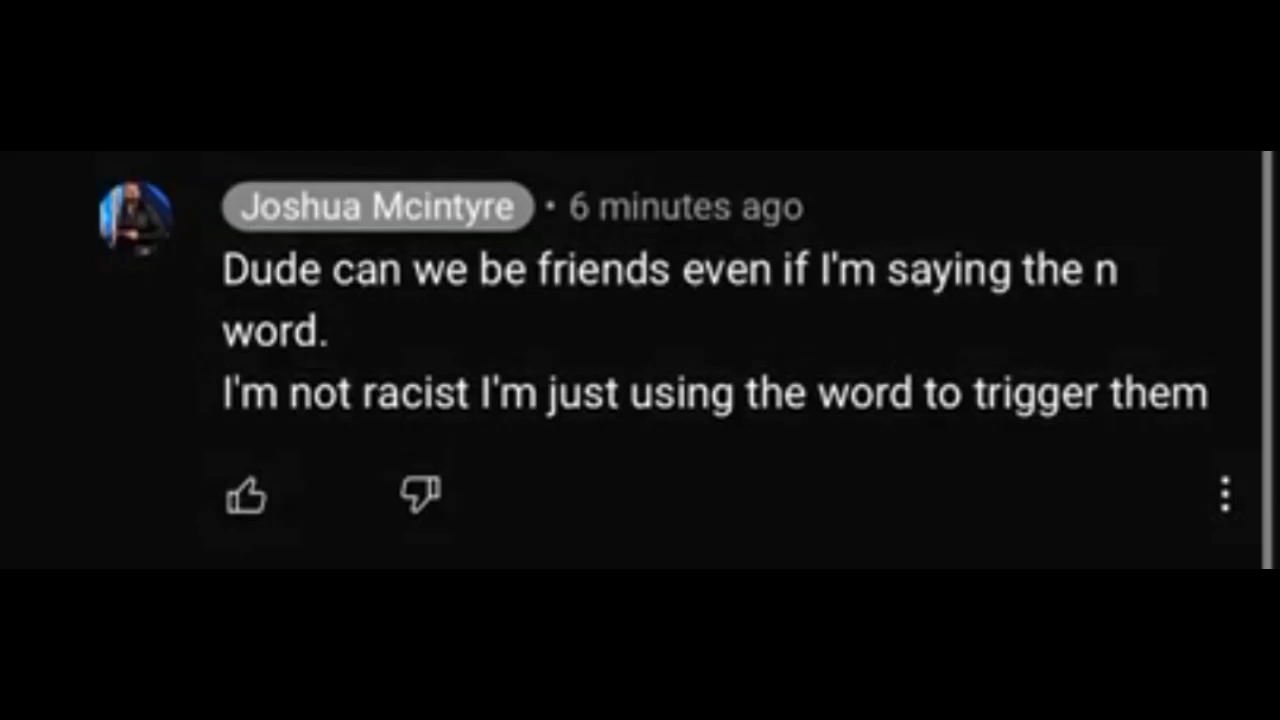 Joshua Mcintyre • 6 minutes ago
Dude can we be friends even if I'm saying the n
word.
I'm not racist I'm just using the word to trigger them